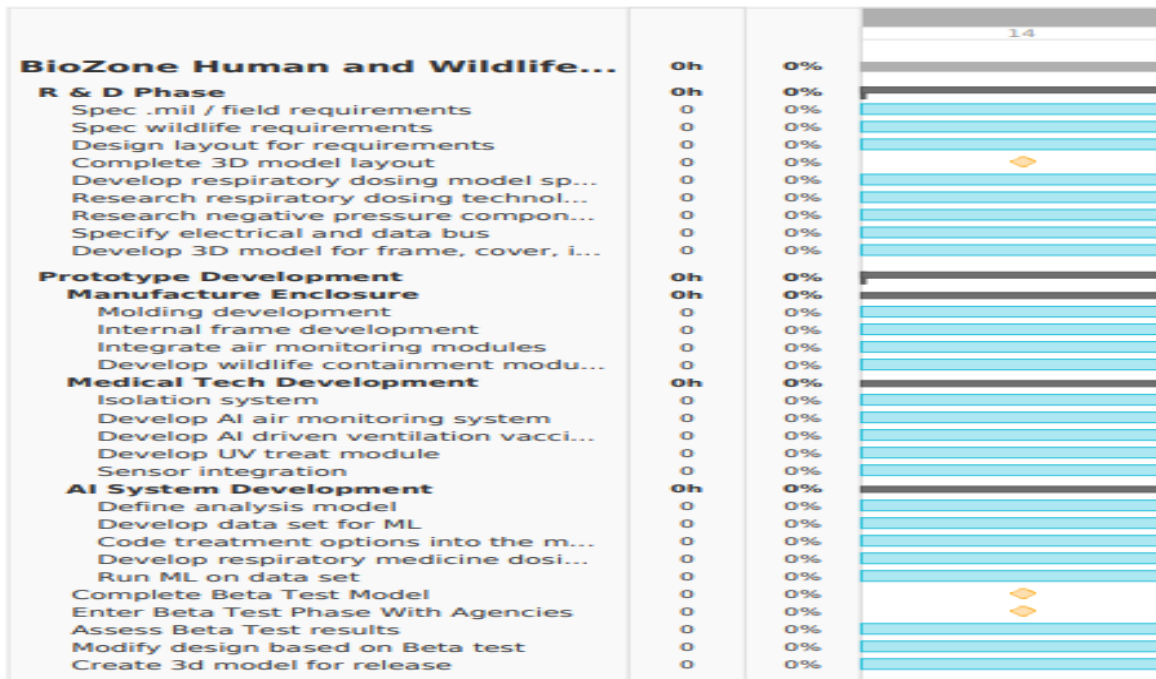 14
BioZone Human and Wildlife... 0h 0%
R & D Phase 0h 0%
Spec .mil / field requirements 0 0%
Spec wildlife requirements 0 0%
Design layout for requirements 0 0%
Complete 3D model layout 0 0%
Develop respiratory dosing model sp... 0 0%
Research respiratory dosing technol... 0 0%
Research negative pressure compon... 0 0%
Specify electrical and data bus 0 0%
Develop 3D model for frame, cover, i... 0 0%
Prototype Development 0h 0%
Manufacture Enclosure 0h 0%
Molding development 0 0%
Internal frame development 0 0%
Integrate air monitoring modules 0 0%
Develop wildlife containment modu... 0 0%
Medical Tech Development 0h 0%
Isolation system 0 0%
Develop AI air monitoring system 0 0%
Develop AI driven ventilation vacci... 0 0%
Develop UV treat module 0 0%
Sensor integration 0 0%
AI System Development 0h 0%
Define analysis model 0 0%
Develop data set for ML 0 0%
Code treatment options into the m... 0 0%
Develop respiratory medicine dosi... 0 0%
Run ML on data set 0 0%
Complete Beta Test Model 0 0%
Enter Beta Test Phase With Agencies 0 0%
Assess Beta Test results 0 0%
Modify design based on Beta test 0 0%
Create 3d model for release 0 0%